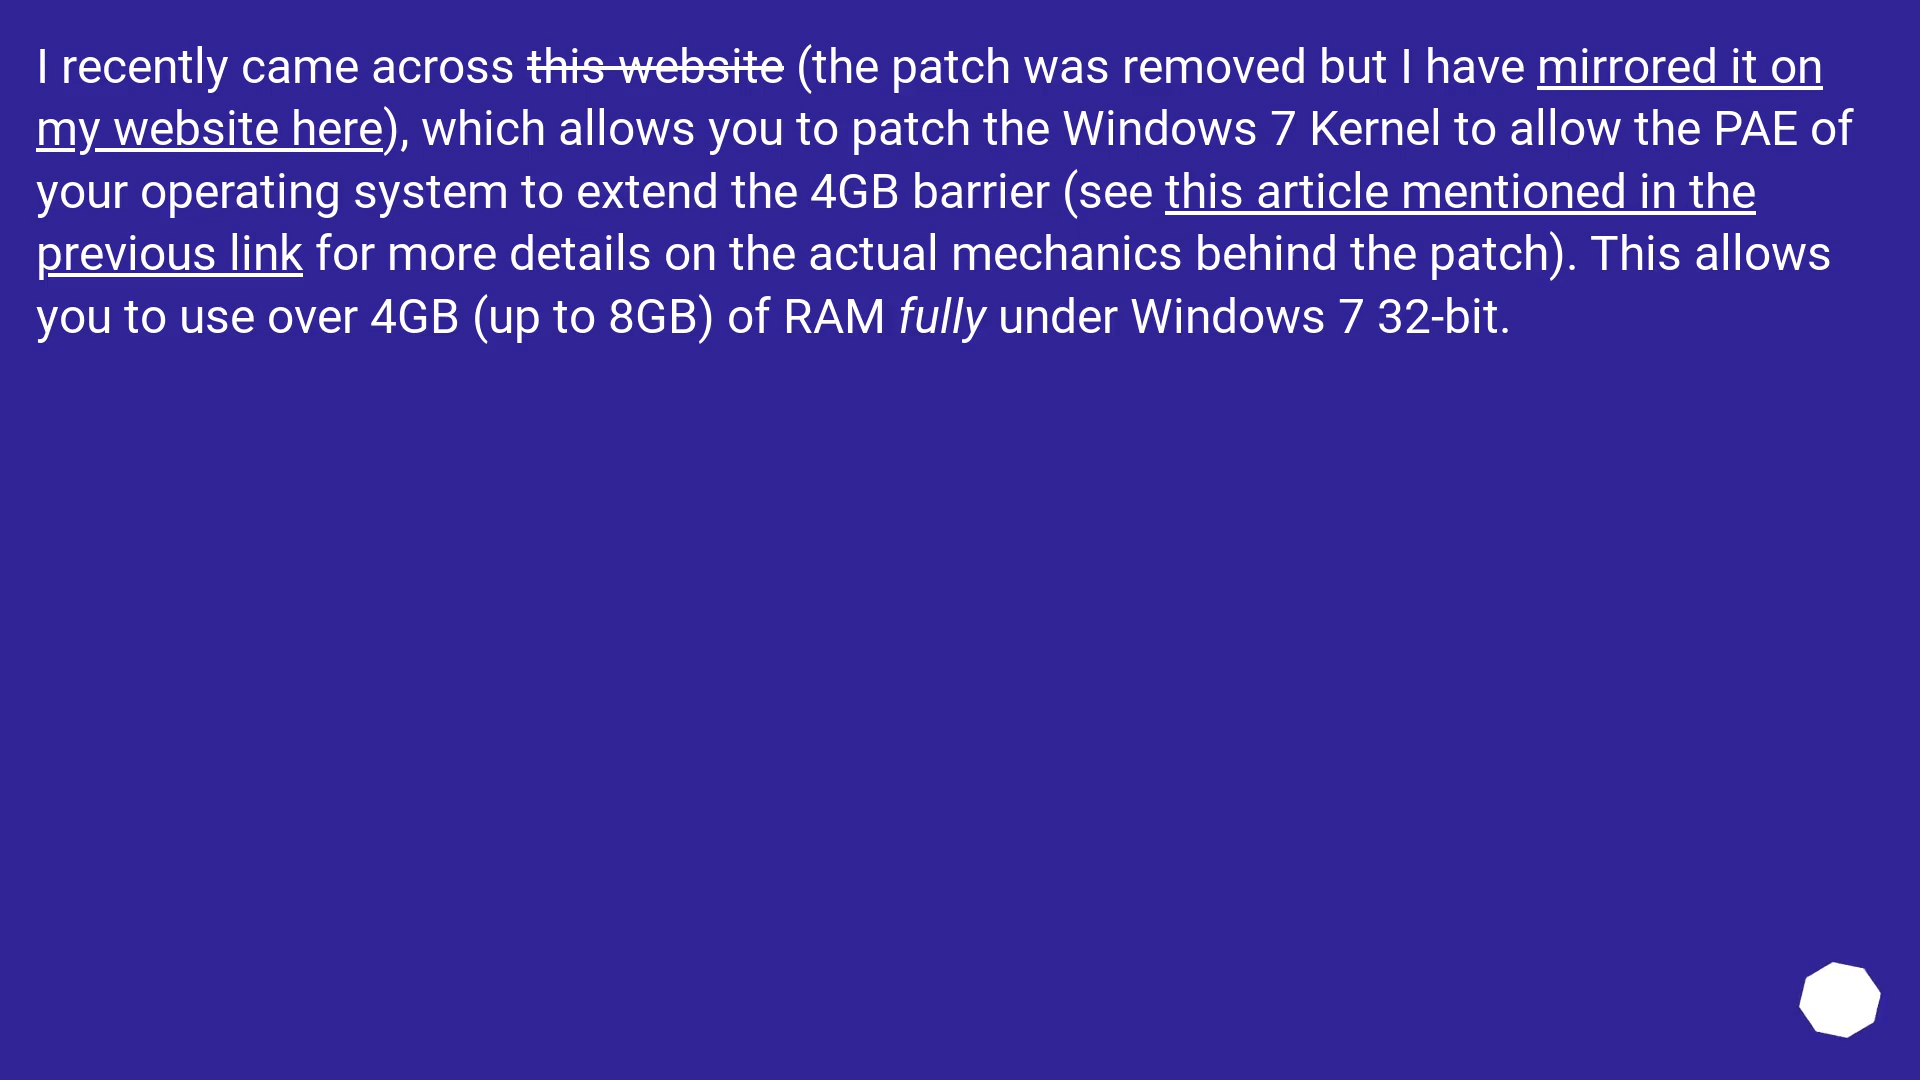 I recently came across this website (the patch was removed but I have mirrored it on
my website here), which allows you to patch the Windows 7 Kernel to allow the PAE of
your operating system to extend the 4GB barrier (see this article mentioned in the
previous link for more details on the actual mechanics behind the patch). This allows
you to use over 4GB (up to 8GB) of RAM fully under Windows 7 32-bit.